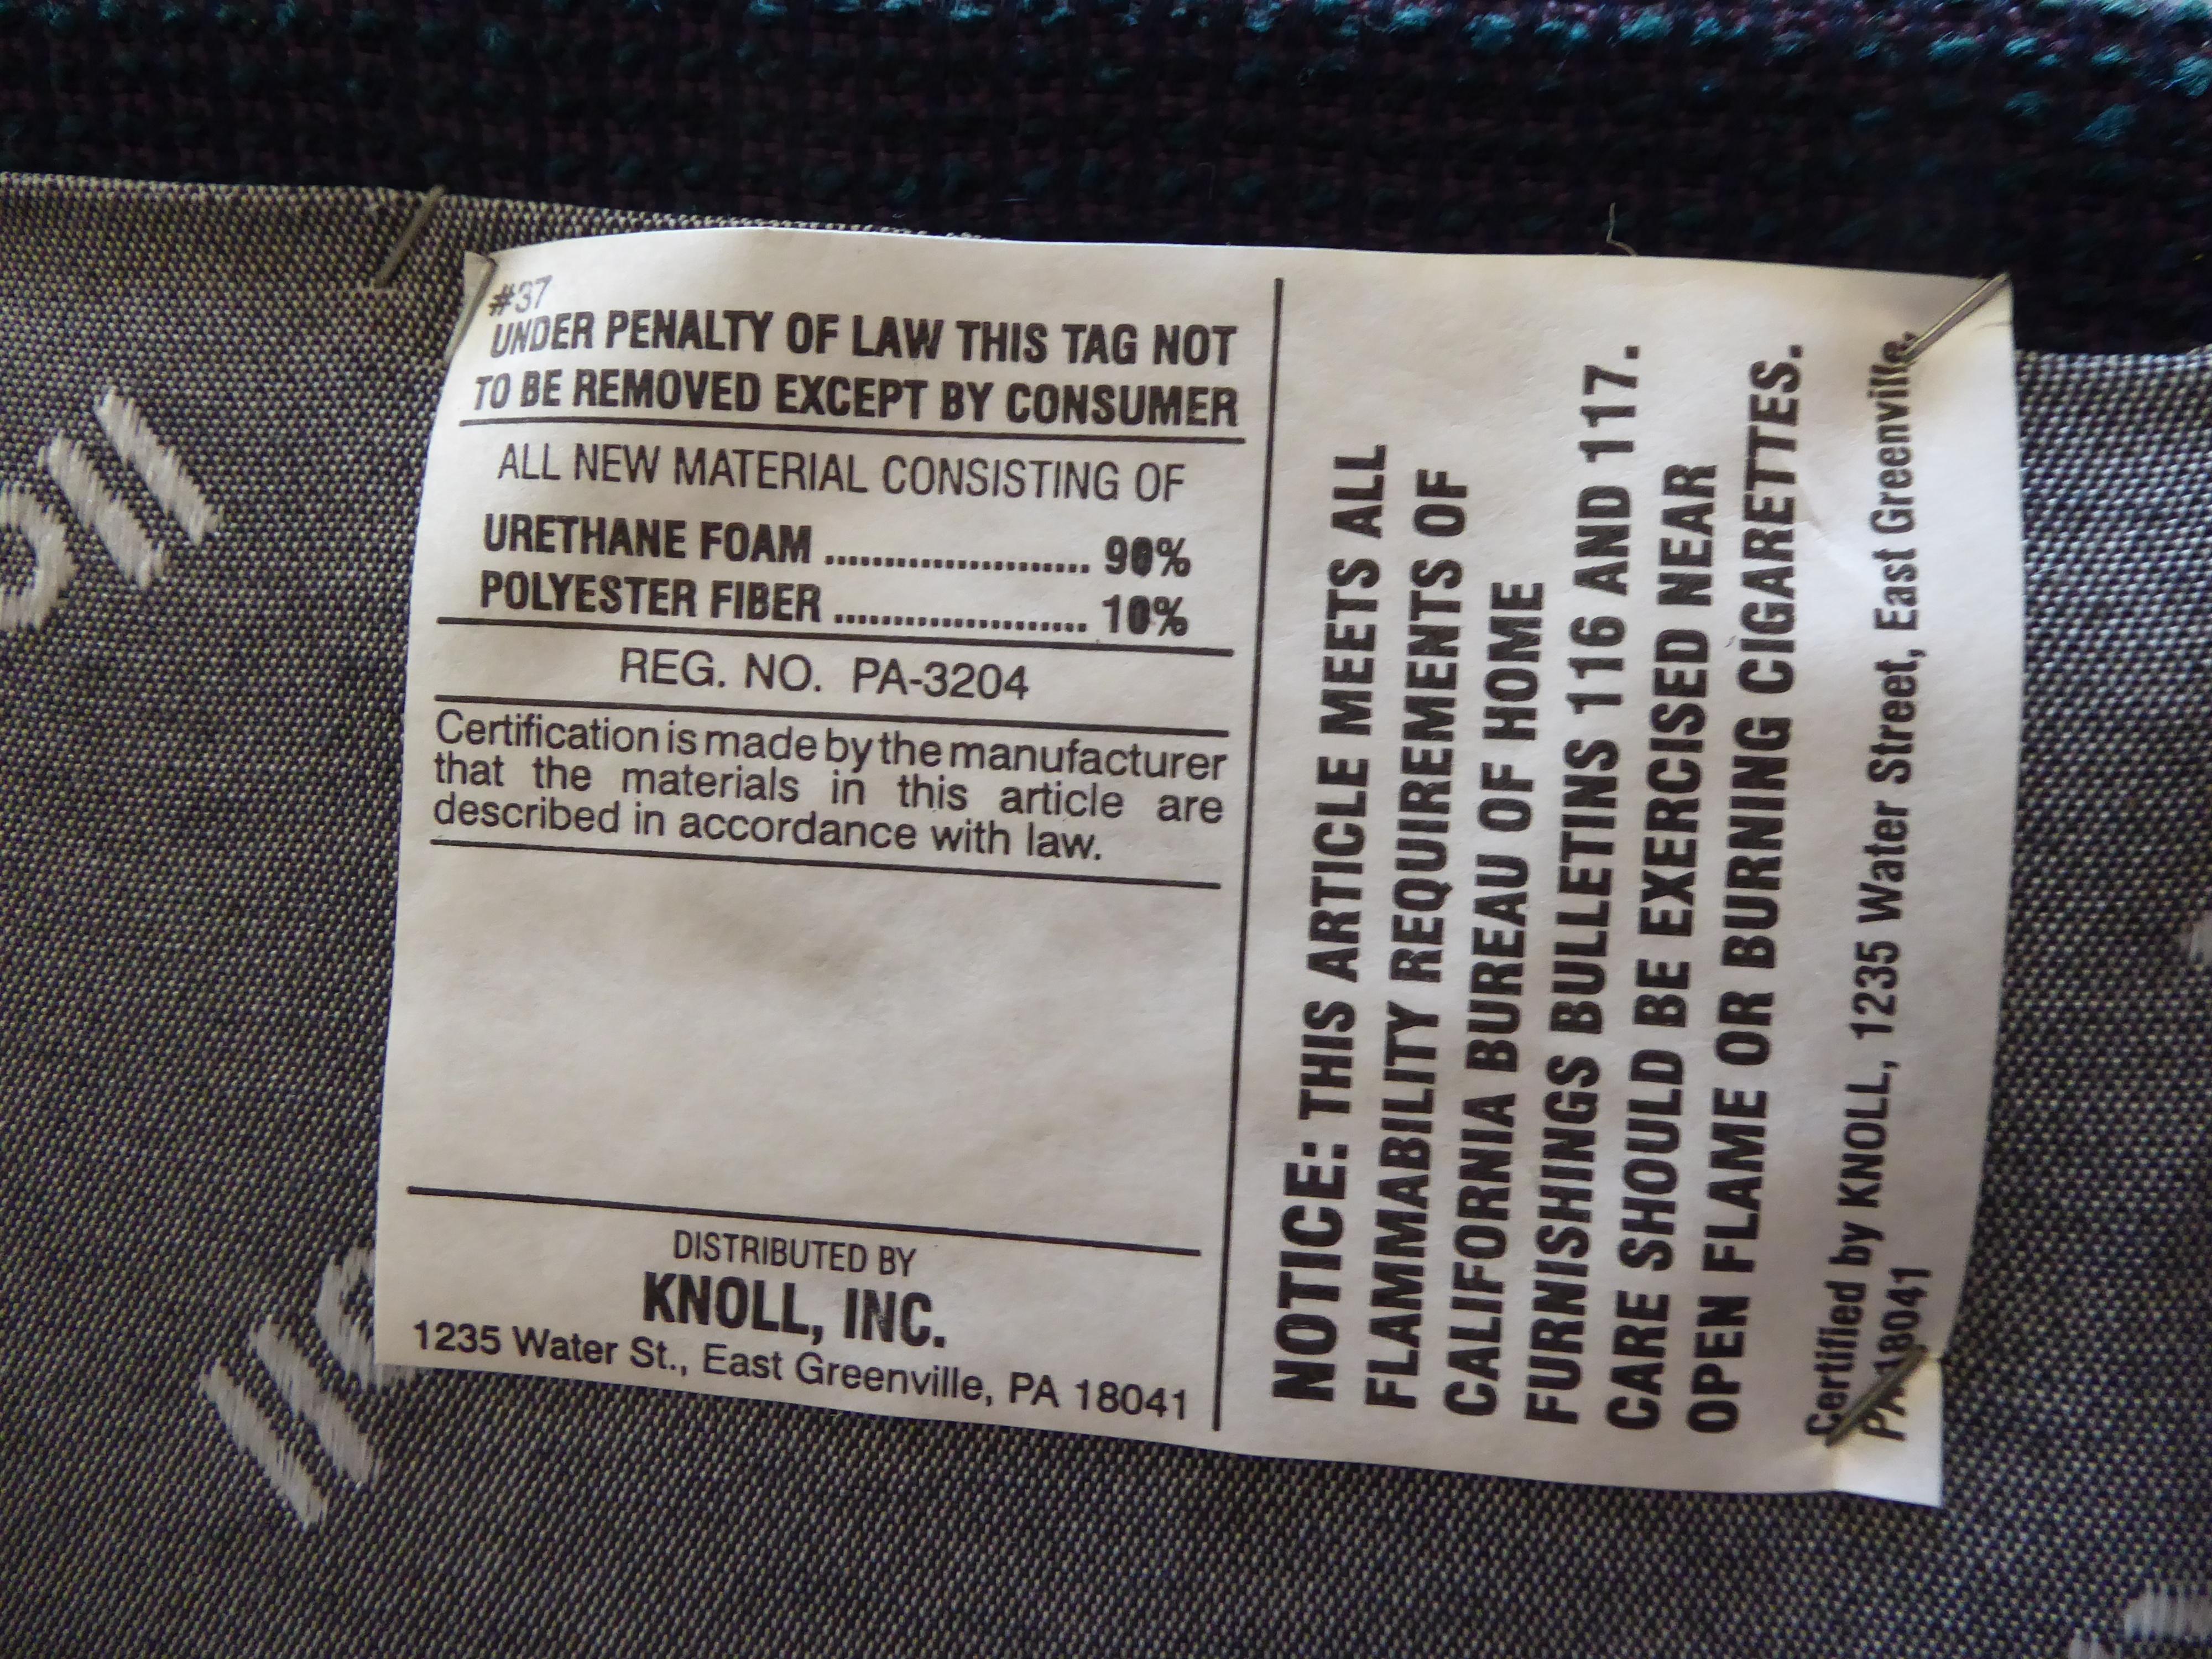 #37
UNDER PENALTY OF LAW THIS TAG NOT
TO BE REMOVED EXCEPT BY CONSUMER
ALL NEW MATERIAL CONSISTING OF
URETHANE FOAM ...................... 90%
POLYESTER FIBER ..................... 10%
REG. NO. PA-3204
Certification is made by the manufacturer
that the materials in this article are
described in accordance with law.
DISTRIBUTED BY
KNOLL, INC.
1235 Water St., East Greenville, PA 18041
NOTICE: THIS ARTICLE MEETS ALL
FLAMMABILITY REQUIREMENTS OF
CALIFORNIA BUREAU OF HOME
FURNISHINGS BULLETINS 116 AND 117.
CARE SHOULD BE EXERCISED NEAR
OPEN FLAME OR BURNING CIGARETTES.
Certified by KNOLL, 1235 Water Street, East Greenville,
PA 18041